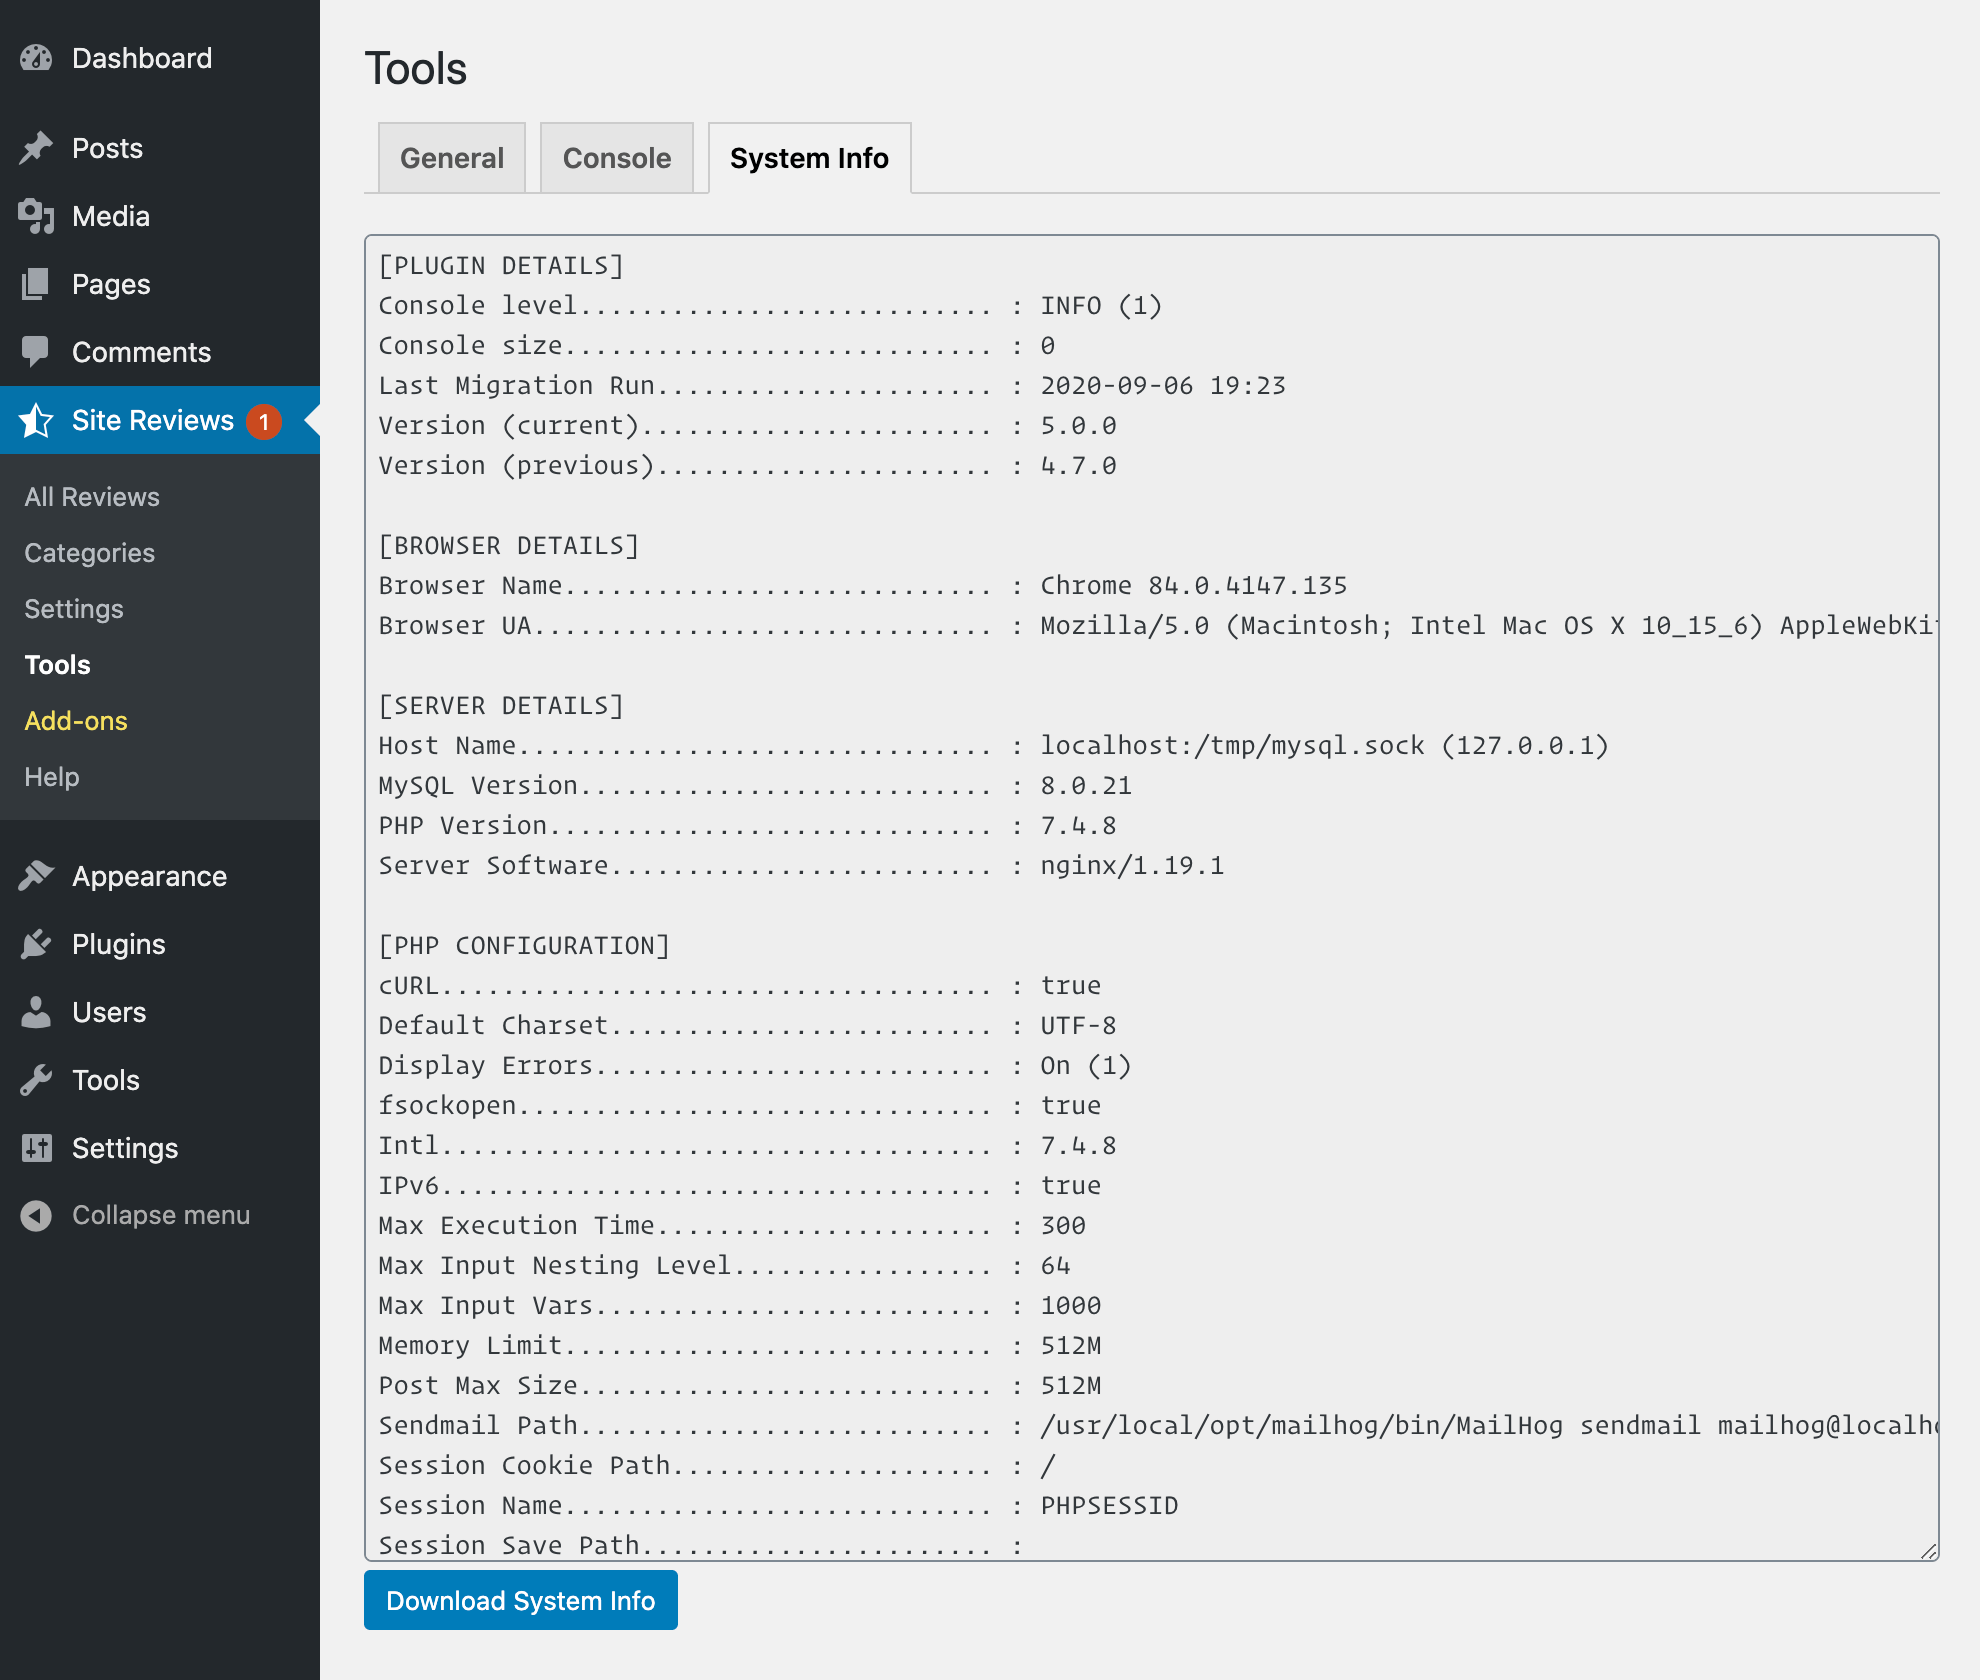 Dashboard
Posts
Media
Pages
Comments
Site Reviews 1
All Reviews
Categories
Settings
Tools
Add-ons
Help
Appearance
Plugins
Users
Tools
Settings
Collapse menu
Tools
General Console System Info
[PLUGIN DETAILS]
Console level........................... : INFO (1)
Console size............................ : 0
Last Migration Run...................... : 2020-09-06 19:23
Version (current)....................... : 5.0.0
Version (previous)...................... : 4.7.0
[BROWSER DETAILS]
Browser Name............................ : Chrome 84.0.4147.135
Browser UA.............................. : Mozilla/5.0 (Macintosh; Intel Mac OS X 10_15_6) AppleWebKi
[SERVER DETAILS]
Host Name............................... : localhost:/tmp/mysql.sock (127.0.0.1)
MySQL Version........................... : 8.0.21
PHP Version............................. : 7.4.8
Server Software......................... : nginx/1.19.1
[PHP CONFIGURATION]
cURL.................................... : true
Default Charset......................... : UTF-8
Display Errors.......................... : On (1)
fsockopen............................... : true
Intl.................................... : 7.4.8
IPv6.................................... : true
Max Execution Time...................... : 300
Max Input Nesting Level................. : 64
Max Input Vars.......................... : 1000
Memory Limit............................ : 512M
Post Max Size........................... : 512M
Sendmail Path........................... : /usr/local/opt/mailhog/bin/MailHog sendmail mailhog@localh
Session Cookie Path..................... : /
Session Name............................ : PHPSESSID
Session Save Path....................... :
Download System Info